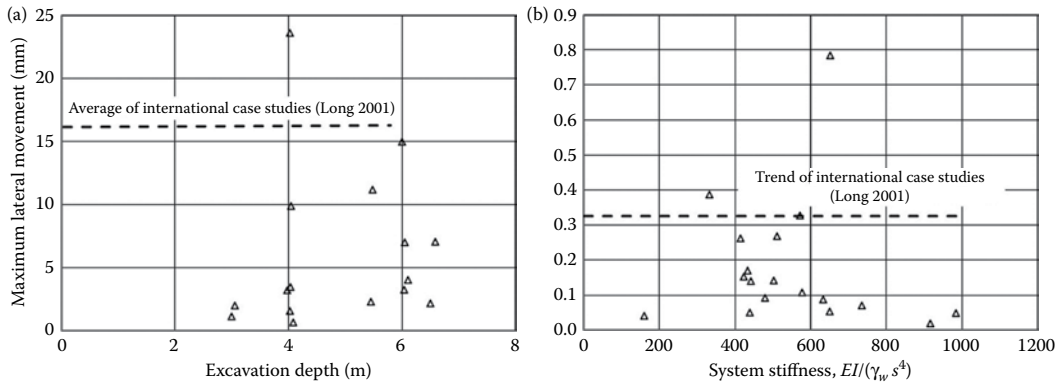 (a)
25
20
15
10
5
0
Maximum lateral movement (mm)
Average of international case studies (Long 2001)
0 2 4 6 8
Excavation depth (m)
(b)
0.9
0.8
0.7
0.6
0.5
0.4
0.3
0.2
0.1
0.0
Trend of international case studies
(Long 2001)
0 200 400 600 800 1000 1200
System stiffness, EI/(γw s⁴)